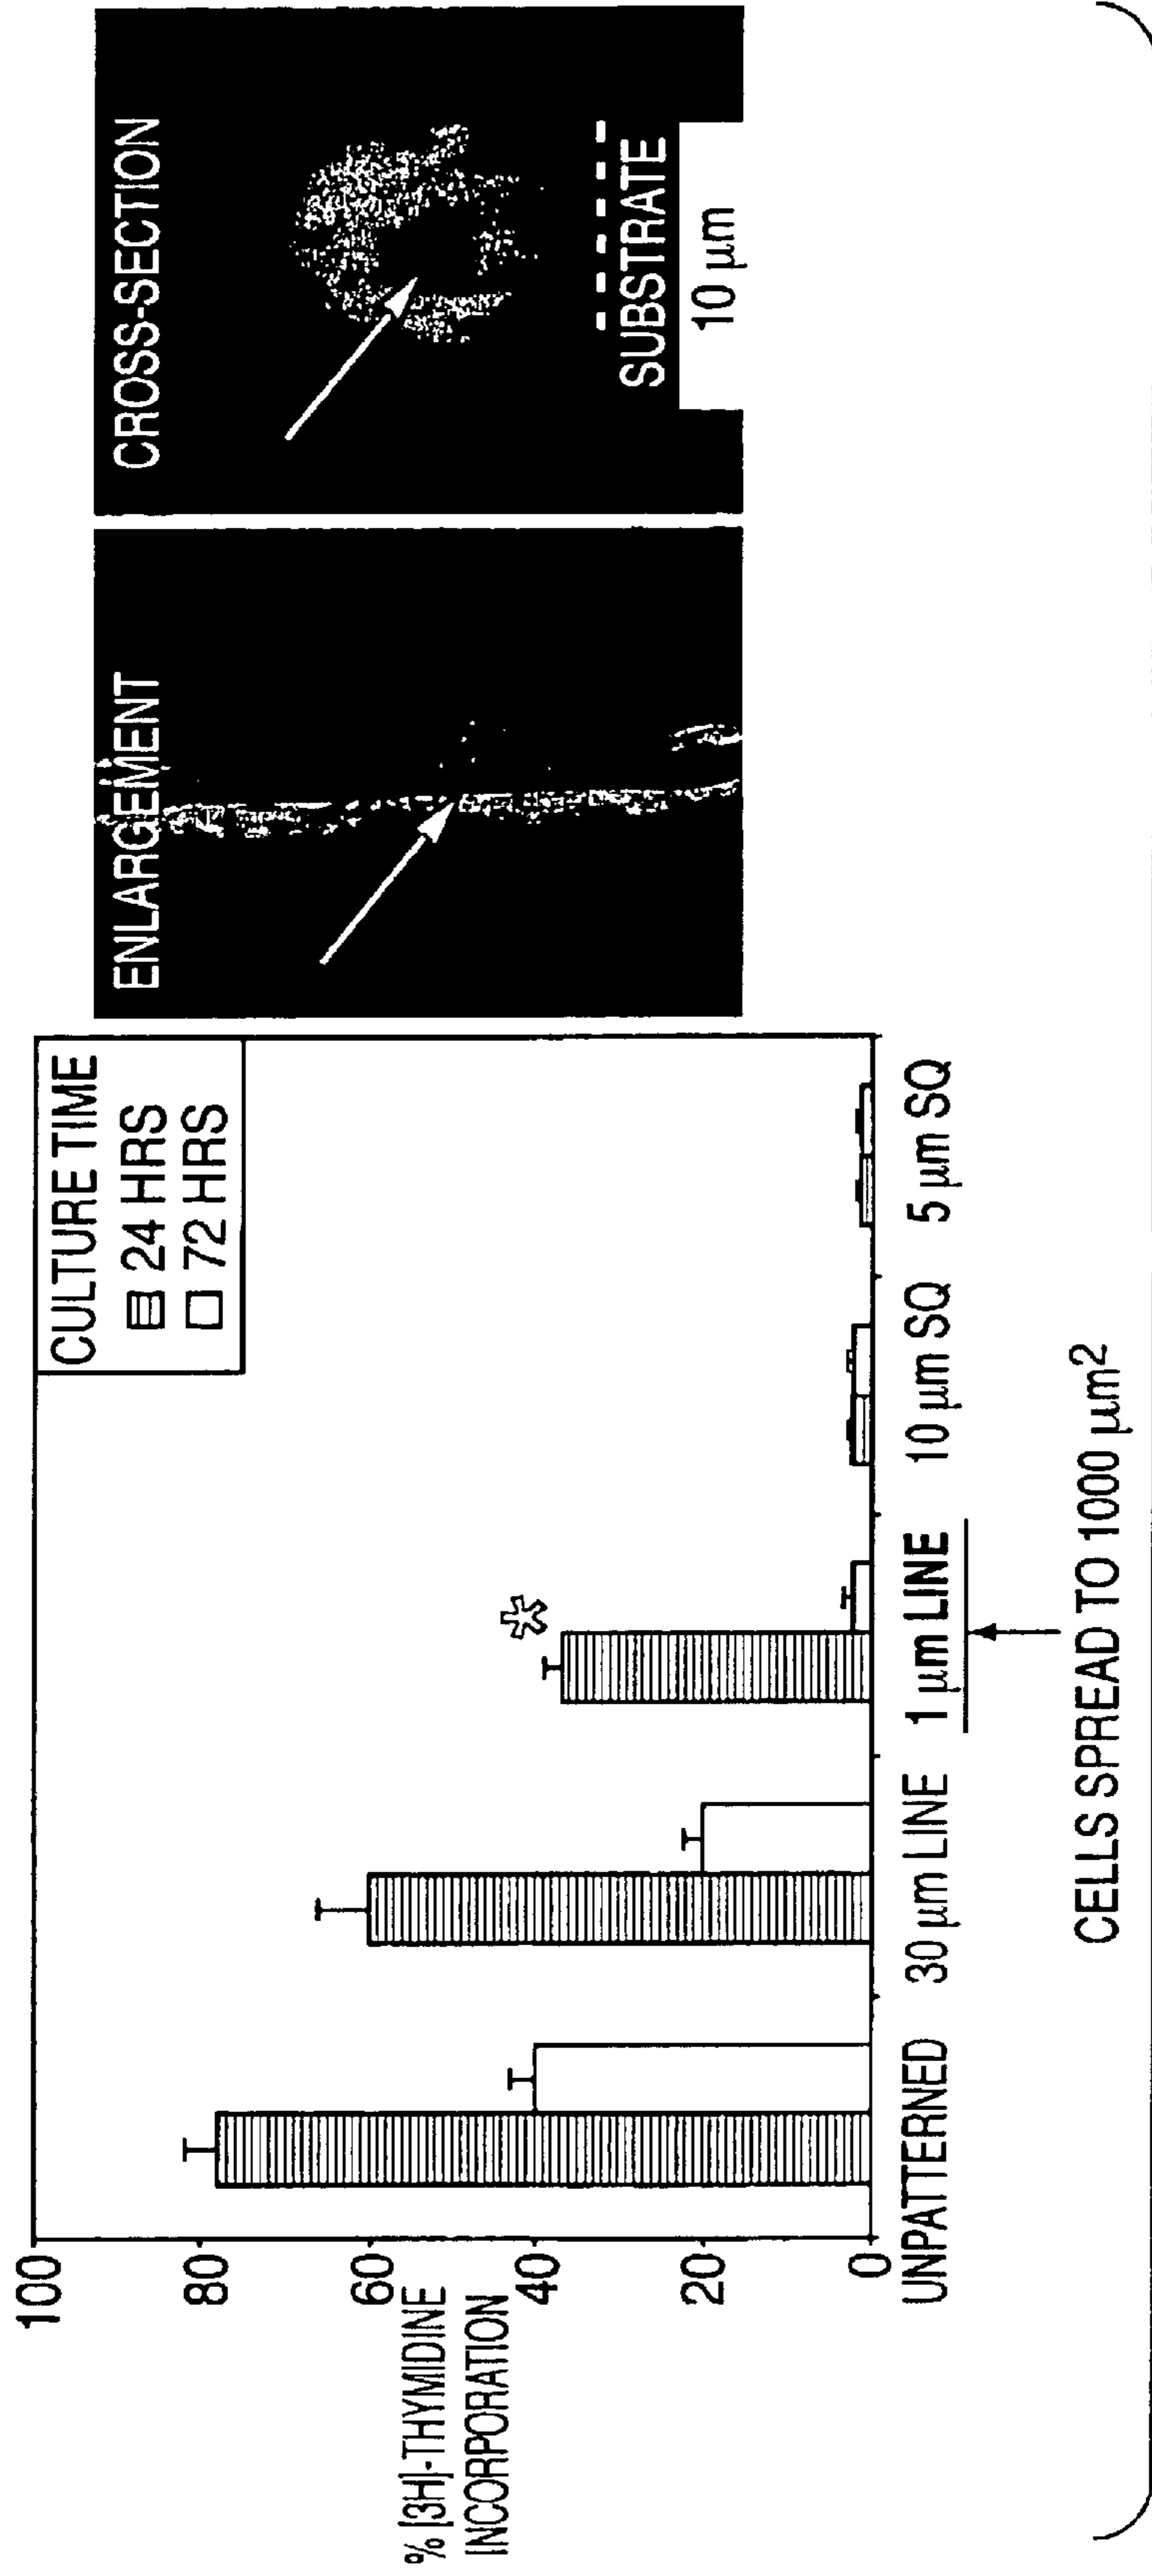 % [3H]-THYMIDINE
INCORPORATION
100
80
60
40
20
0
CULTURE TIME
24 HRS
72 HRS
*
UNPATTERNED
30 µm LINE
1 µm LINE
10 µm SQ
5 µm SQ
CELLS SPREAD TO 1000 µm²
ENLARGEMENT
CROSS-SECTION
SUBSTRATE
10 µm